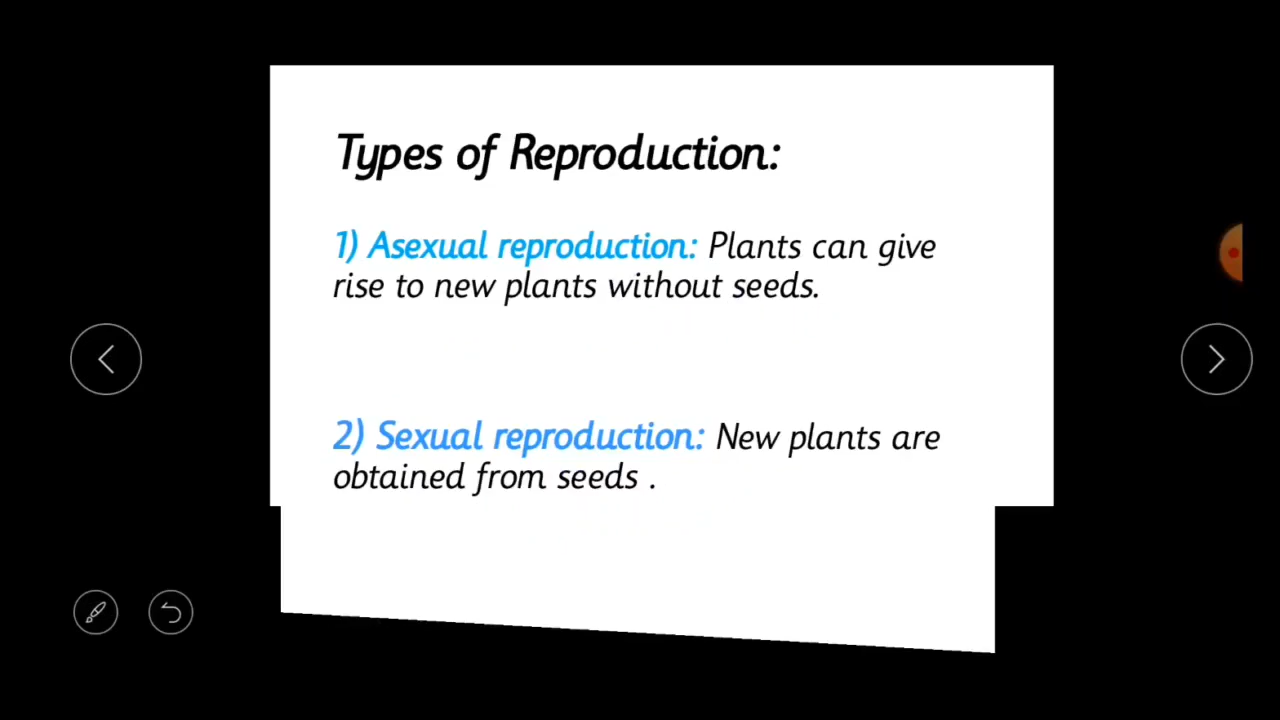 Types of Reproduction:
1) Asexual reproduction: Plants can give
rise to new plants without seeds.
2) Sexual reproduction: New plants are
obtained from seeds .